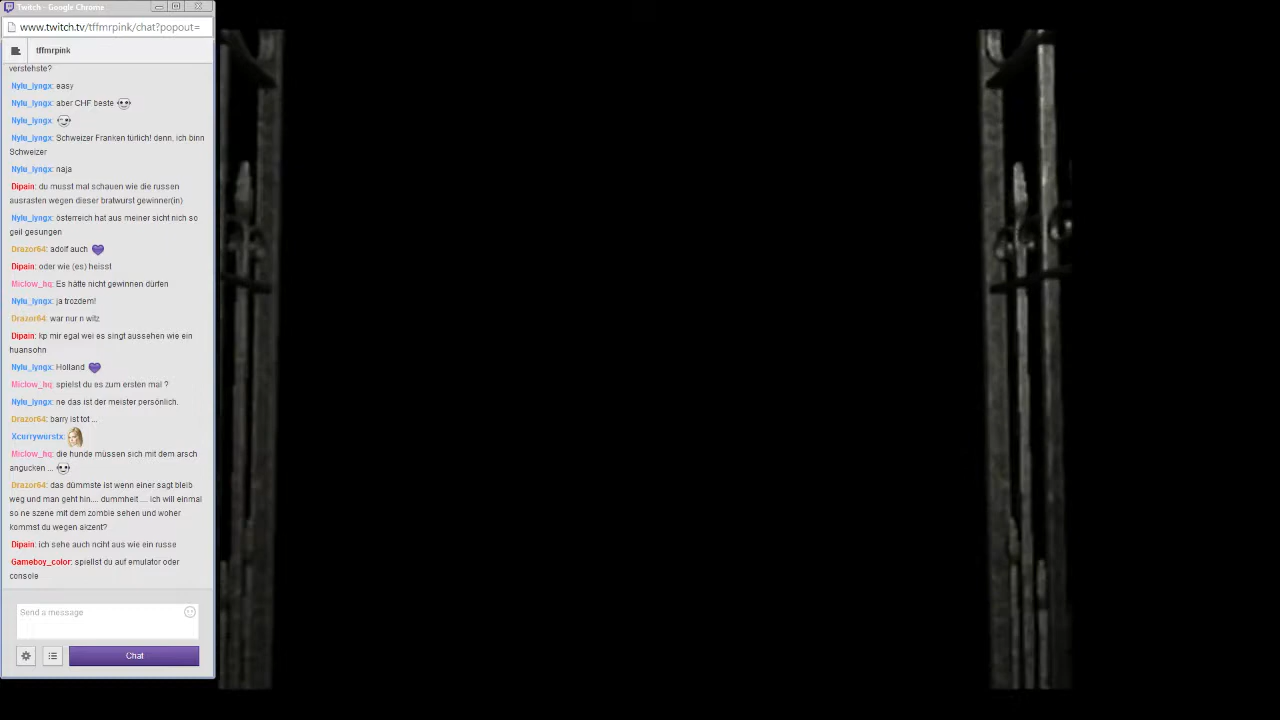 Twitch - Google Chrome
www.twitch.tv/tffmrpink/chat?popout=
tffmrpink
verstehste?
Nylu_lyngx: easy
Nylu_lyngx: aber CHF beste
Nylu_lyngx:
Nylu_lyngx: Schweizer Franken türlich! denn, ich binn
Schweizer
Nylu_lyngx: naja
Dipain: du musst mal schauen wie die russen
ausrasten wegen dieser bratwurst gewinner(in)
Nylu_lyngx: österreich hat aus meiner sicht nich so
geil gesungen
Drazor64: adolf auch
Dipain: oder wie (es) heisst
Miclow_hq: Es hätte nicht gewinnen dürfen
Nylu_lyngx: ja trozdem!
Drazor64: war nur n witz
Dipain: kp mir egal wei es singt aussehen wie ein
huansohn
Nylu_lyngx: Holland
Miclow_hq: spielst du es zum ersten mal ?
Nylu_lyngx: ne das ist der meister persönlich.
Drazor64: barry ist tot ...
Xcurrywurstx:
Miclow_hq: die hunde müssen sich mit dem arsch
angucken ...
Drazor64: das dümmste ist wenn einer sagt bleib
weg und man geht hin.... dummheit .... ich will einmal
so ne szene mit dem zombie sehen und woher
kommst du wegen akzent?
Dipain: ich sehe auch nciht aus wie ein russe
Gameboy_color: spiellst du auf emulator oder
console
Send a message
Chat